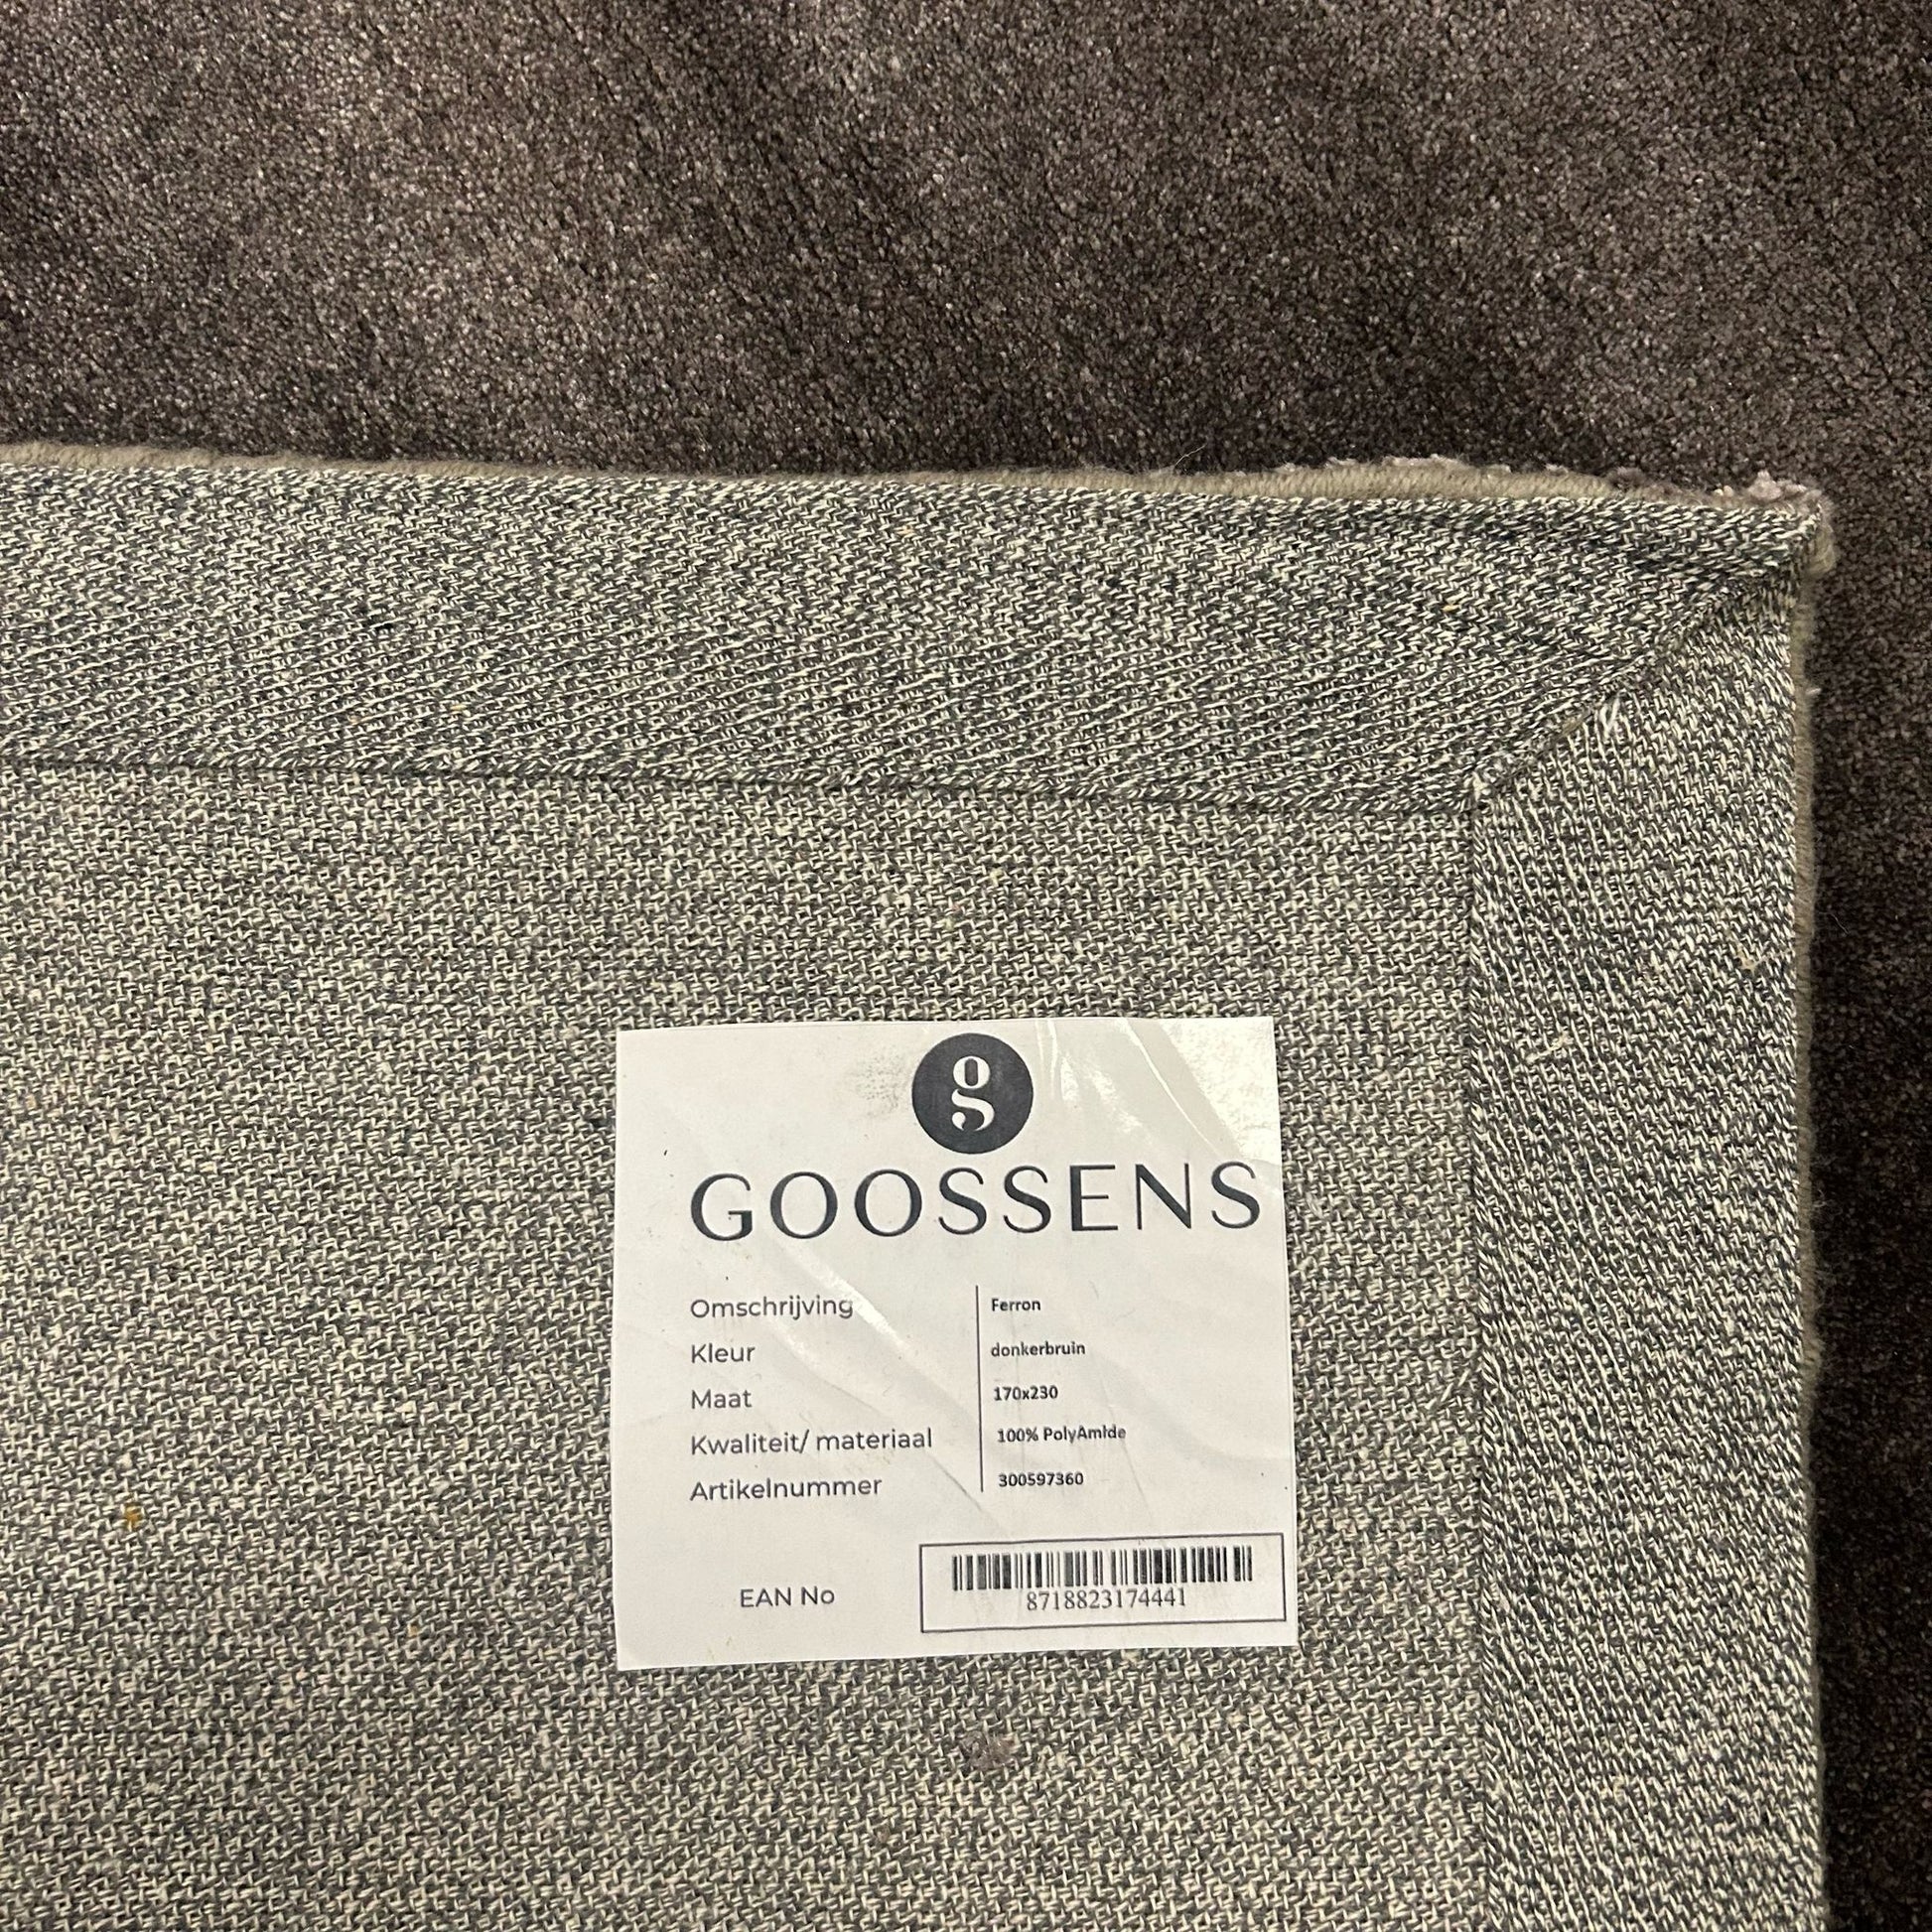 g
GOOSSENS
Omschrijving Ferron
Kleur donkerbruin
Maat 170x230
Kwaliteit/ materiaal 100% PolyAmide
Artikelnummer 300597360
EAN No 8718823174441